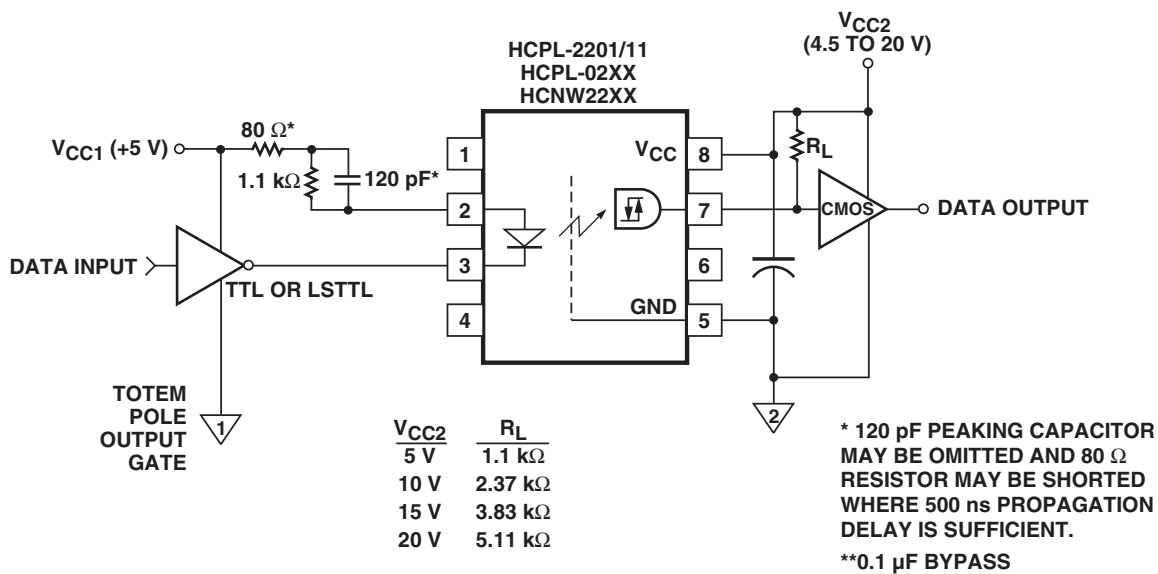 HCPL-2201/11
HCPL-02XX
HCNW22XX
VCC2
(4.5 TO 20 V)
VCC1 (+5 V)
80 Ω*
1.1 kΩ
120 pF*
1
2
3
4
VCC
8
7
6
GND
5
RL
CMOS
DATA OUTPUT
DATA INPUT
TTL OR LSTTL
TOTEM
POLE
OUTPUT
GATE
1
2
VCC2 RL
5 V 1.1 kΩ
10 V 2.37 kΩ
15 V 3.83 kΩ
20 V 5.11 kΩ
* 120 pF PEAKING CAPACITOR
MAY BE OMITTED AND 80 Ω
RESISTOR MAY BE SHORTED
WHERE 500 ns PROPAGATION
DELAY IS SUFFICIENT.
**0.1 µF BYPASS